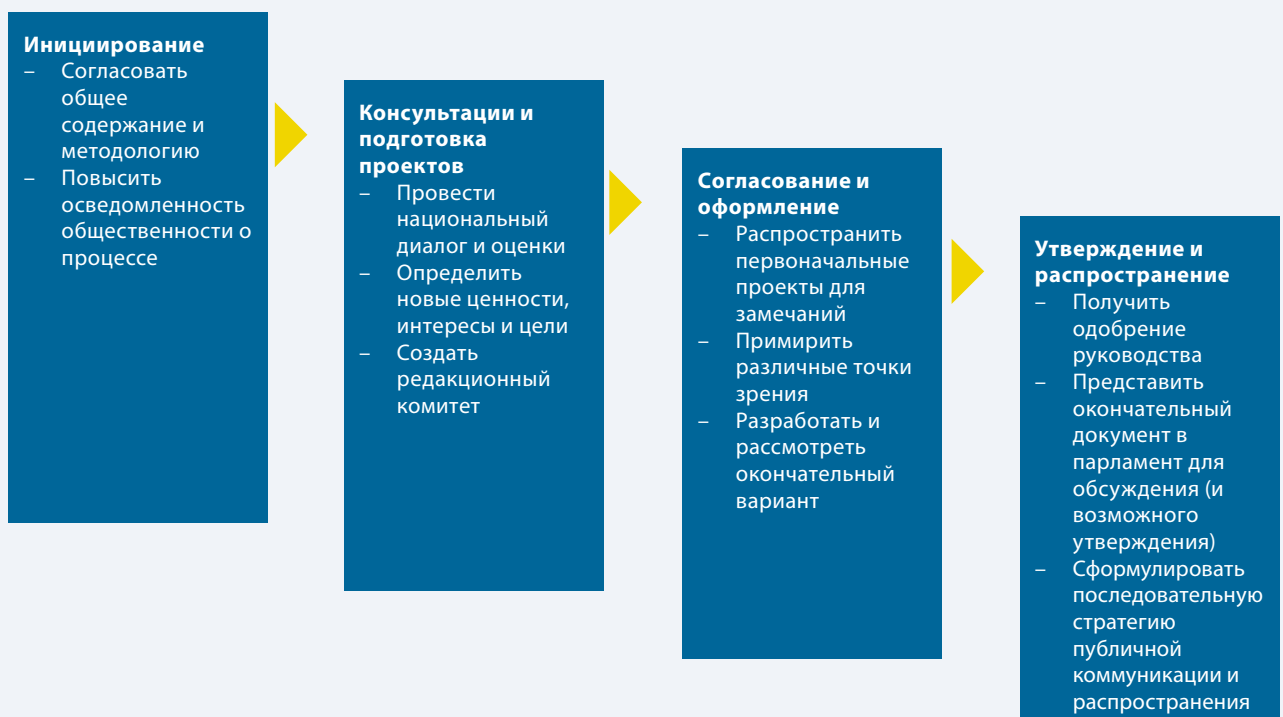 Инициирование
– Согласовать
общее
содержание и
методологию
– Повысить
осведомленность
общественности о
процессе
Консультации и
подготовка
проектов
– Провести
национальный
диалог и оценки
– Определить
новые ценности,
интересы и цели
– Создать
редакционный
комитет
Согласование и
оформление
– Распространить
первоначальные
проекты для
замечаний
– Примирить
различные точки
зрения
– Разработать и
рассмотреть
окончательный
вариант
Утверждение и
распространение
– Получить
одобрение
руководства
– Представить
окончательный
документ в
парламент для
обсуждения (и
возможного
утверждения)
– Сформулировать
последовательную
стратегию
публичной
коммуникации и
распространения